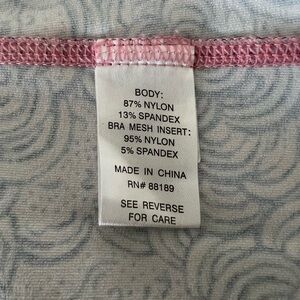 BODY:
87% NYLON
13% SPANDEX
BRA MESH INSERT:
95% NYLON
5% SPANDEX
MADE IN CHINA
RN# 88189
SEE REVERSE
FOR CARE